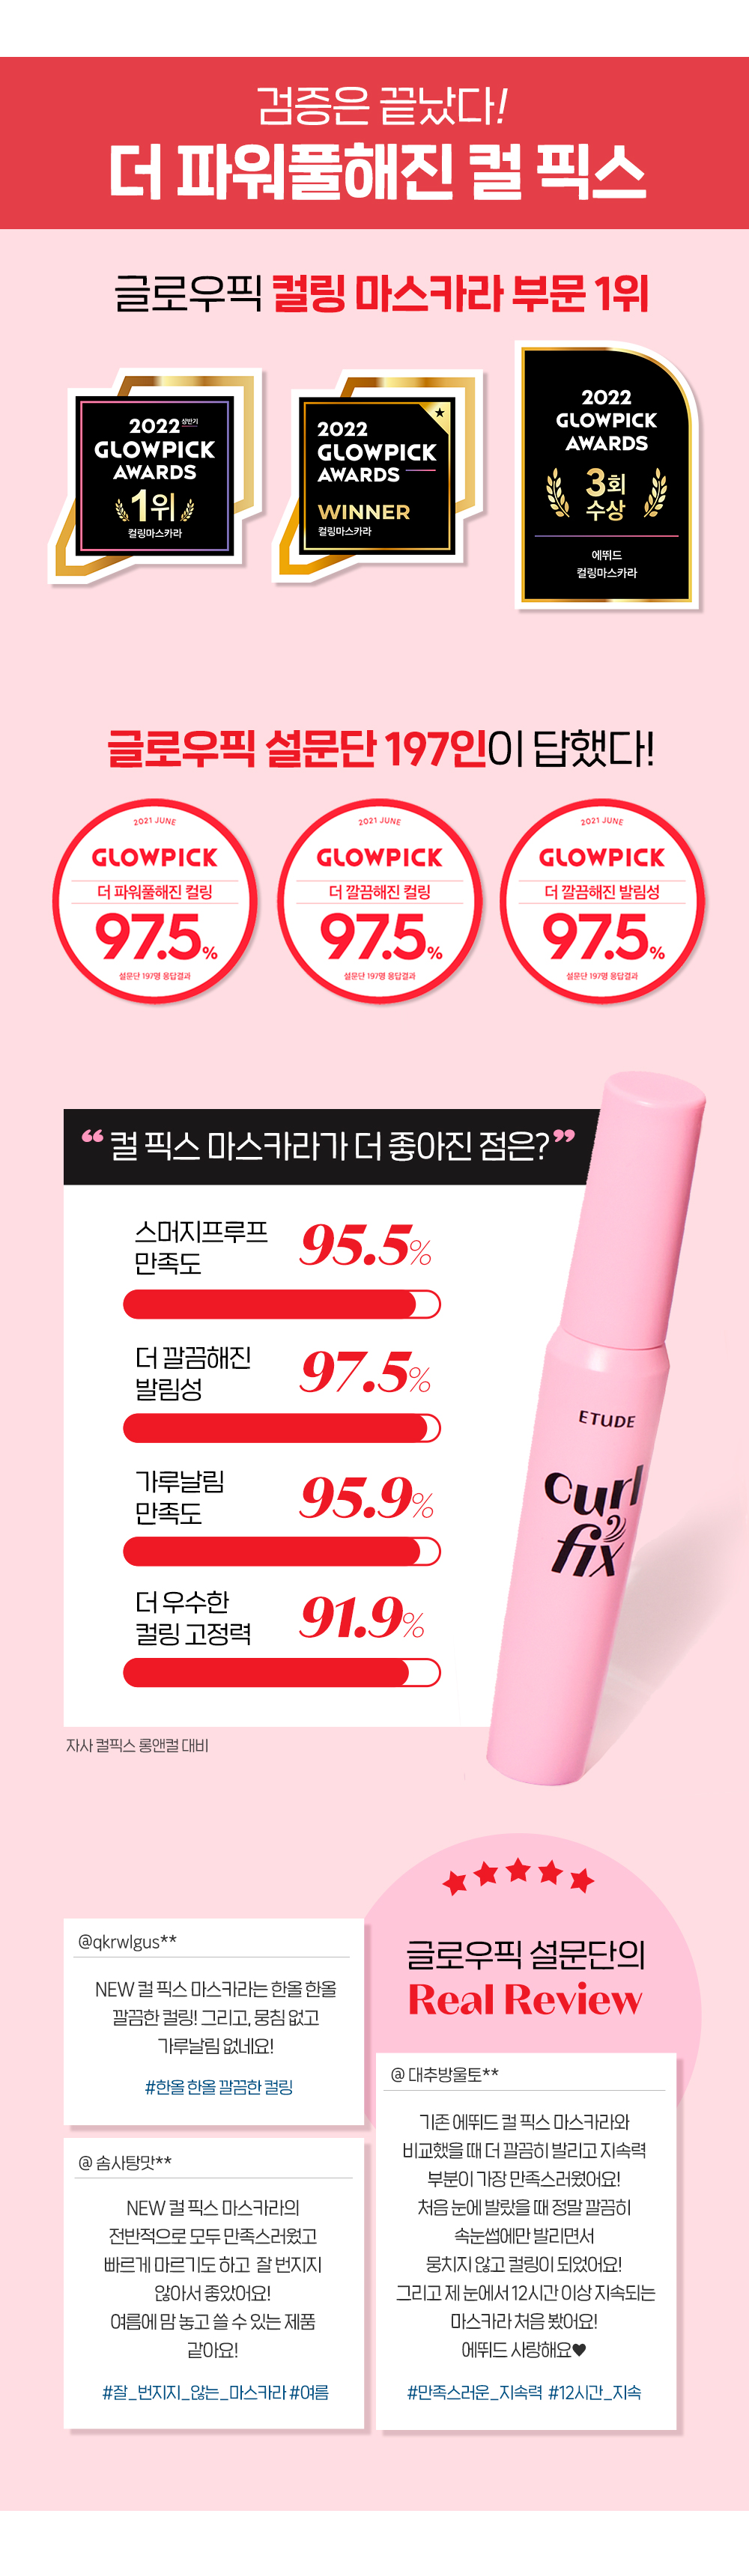 검증은 끝났다!
더 파워풀해진 컬 픽스
글로우픽 컬링 마스카라 부문 1위
2022 상반기
GLOWPICK
AWARDS
1위
컬링마스카라
2022
GLOWPICK
AWARDS
WINNER
컬링마스카라
2022
GLOWPICK
AWARDS
3회
수상
에뛰드
컬링마스카라
글로우픽 설문단 197인이 답했다!
2021 JUNE
GLOWPICK
더 파워풀해진 컬링
97.5%
설문단 197명 응답결과
2021 JUNE
GLOWPICK
더 깔끔해진 컬링
97.5%
설문단 197명 응답결과
2021 JUNE
GLOWPICK
더 깔끔해진 발림성
97.5%
설문단 197명 응답결과
“ 컬 픽스 마스카라가 더 좋아진 점은? ”
스머지프루프
만족도
95.5%
더 깔끔해진
발림성
97.5%
가루날림
만족도
95.9%
더 우수한
컬링 고정력
91.9%
ETUDE
curl
fix
자사 컬픽스 롱앤컬 대비
글로우픽 설문단의
Real Review
@qkrwlgus**
NEW 컬 픽스 마스카라는 한올 한올
깔끔한 컬링! 그리고, 뭉침 없고
가루날림 없네요!
#한올 한올 깔끔한 컬링
@ 솜사탕맛**
NEW 컬 픽스 마스카라의
전반적으로 모두 만족스러웠고
빠르게 마르기도 하고 잘 번지지
않아서 좋았어요!
여름에 맘 놓고 쓸 수 있는 제품
같아요!
#잘_번지지_않는_마스카라 #여름
@ 대추방울토**
기존 에뛰드 컬 픽스 마스카라와
비교했을 때 더 깔끔히 발리고 지속력
부분이 가장 만족스러웠어요!
처음 눈에 발랐을 때 정말 깔끔히
속눈썹에만 발리면서
뭉치지 않고 컬링이 되었어요!
그리고 제 눈에서 12시간 이상 지속되는
마스카라 처음 봤어요!
에뛰드 사랑해요♥
#만족스러운_지속력 #12시간_지속